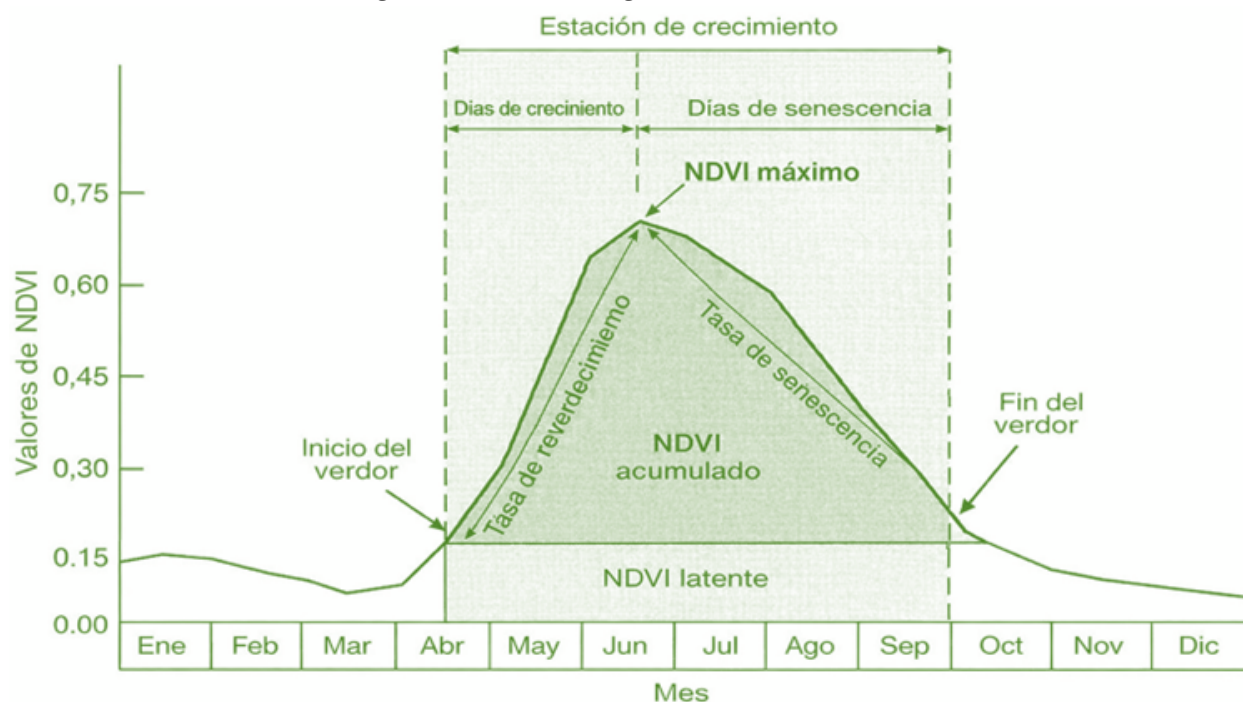 Estación de crecimiento
Dias de creciniento
Días de senescencia
NDVI máximo
0,75
0,60
0,45
0,30
0.15
0.00
Valores de NDVI
Inicio del
verdor
Tasa de reverdecimiemo
Tasa de senescencia
NDVI
acumulado
Fin del
verdor
NDVI latente
Ene Feb Mar Abr May Jun Jul Ago Sep Oct Nov Dic
Mes